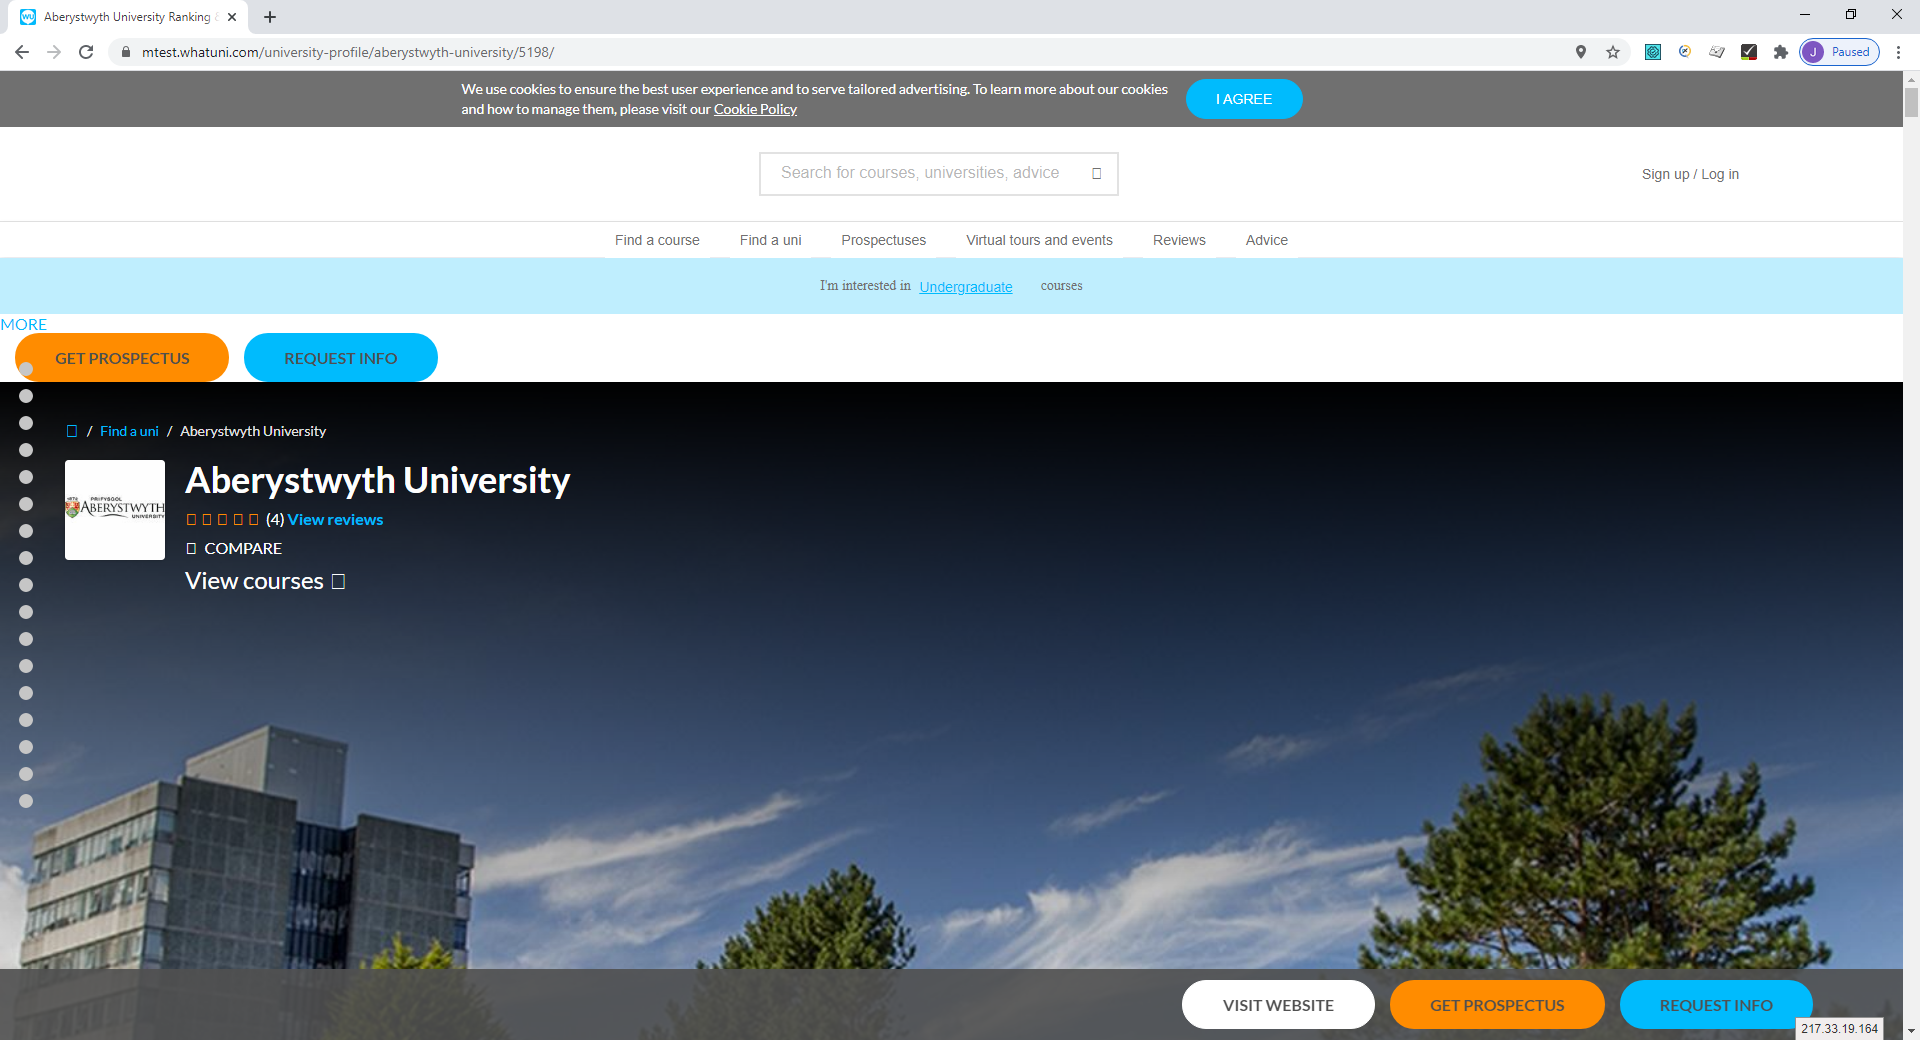 Aberystwyth University Ranking
mtest.whatuni.com/university-profile/aberystwyth-university/5198/
J Paused
We use cookies to ensure the best user experience and to serve tailored advertising. To learn more about our cookies
and how to manage them, please visit our Cookie Policy
I AGREE
Search for courses, universities, advice
Sign up / Log in
Find a course Find a uni Prospectuses Virtual tours and events Reviews Advice
I'm interested in Undergraduate courses
MORE
GET PROSPECTUS REQUEST INFO
/ Find a uni / Aberystwyth University
PRIFYSGOL
ABERYSTWYTH
UNIVERSITY
Aberystwyth University
(4) View reviews
COMPARE
View courses
VISIT WEBSITE GET PROSPECTUS REQUEST INFO
217.33.19.164